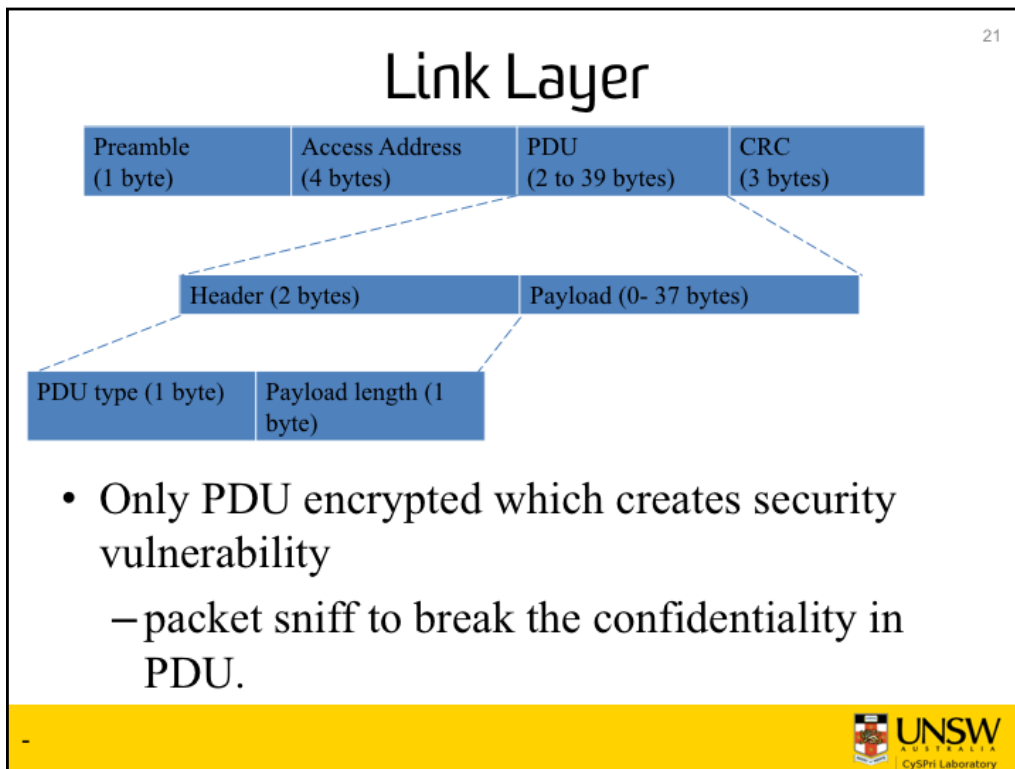 21
Link Layer
Preamble
(1 byte)
Access Address
(4 bytes)
PDU
(2 to 39 bytes)
CRC
(3 bytes)
Header (2 bytes)
Payload (0- 37 bytes)
PDU type (1 byte)
Payload length (1
byte)
• Only PDU encrypted which creates security
vulnerability
–packet sniff to break the confidentiality in
PDU.
-
UNSW
AUSTRALIA
CySPri Laboratory